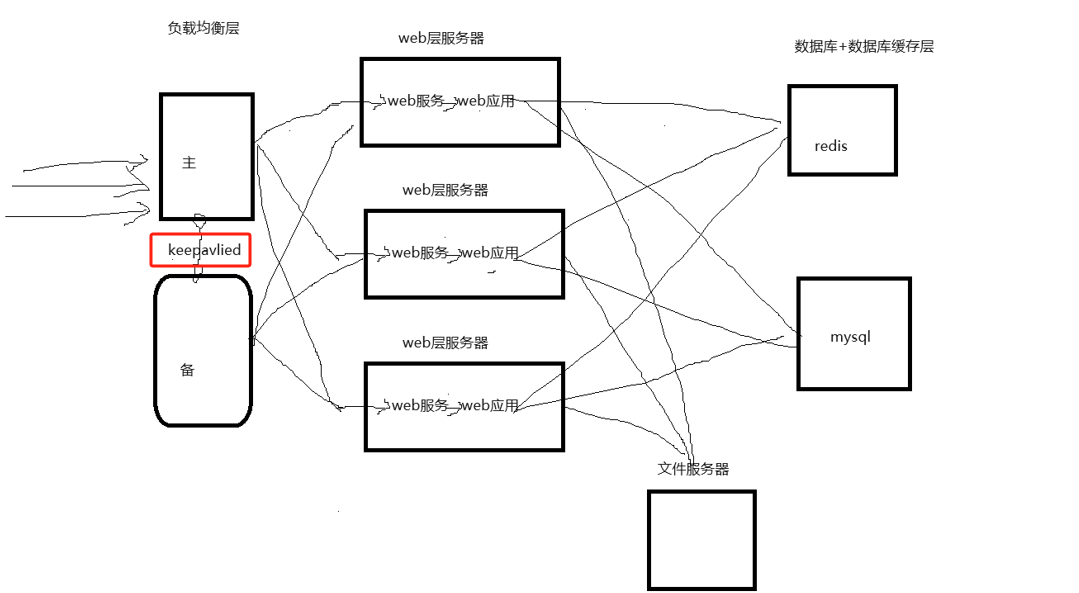 负载均衡层
web层服务器
数据库+数据库缓存层
web服务 web应用
redis
主
web层服务器
keepavlied
web服务 web应用
mysql
web层服务器
备
web服务 web应用
文件服务器